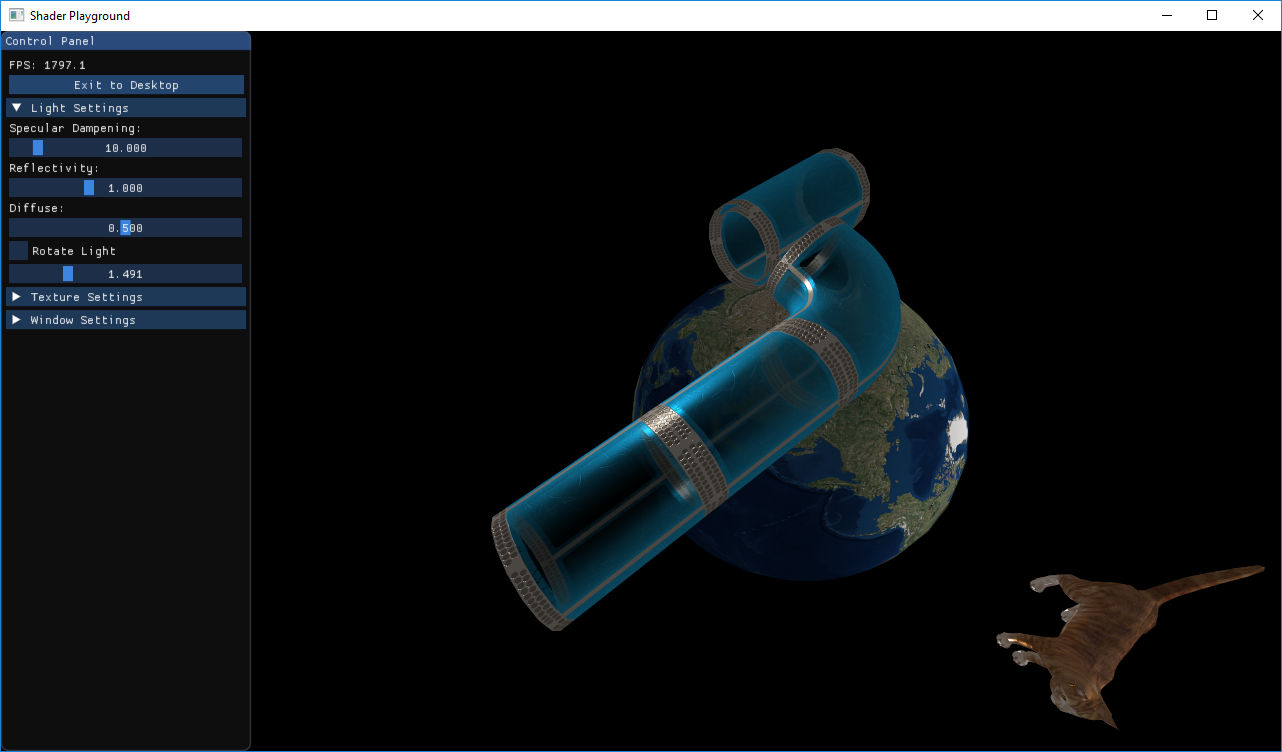 Shader Playground
Control Panel
FPS: 1797.1
Exit to Desktop
Light Settings
Specular Dampening:
10.000
Reflectivity:
1.000
Diffuse:
0.500
Rotate Light
1.491
Texture Settings
Window Settings